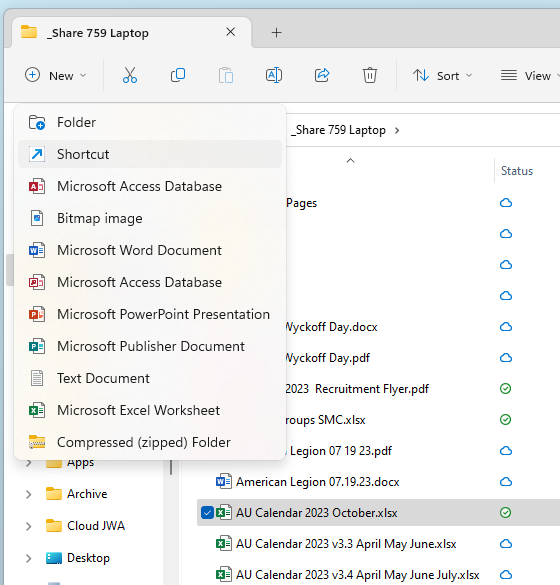 _Share 759 Laptop
New
Sort
View
Folder
Shortcut
Microsoft Access Database
Bitmap image
Microsoft Word Document
Microsoft Access Database
Microsoft PowerPoint Presentation
Microsoft Publisher Document
Text Document
Microsoft Excel Worksheet
Compressed (zipped) Folder
_Share 759 Laptop
Status
Pages
Wyckoff Day.docx
Wyckoff Day.pdf
2023 Recruitment Flyer.pdf
roups SMC.xlsx
Legion 07 19 23.pdf
American Legion 07.19.23.docx
AU Calendar 2023 October.xlsx
AU Calendar 2023 v3.3 April May June.xlsx
AU Calendar 2023 v3.4 April May June July.xlsx
Apps
Archive
Cloud JWA
Desktop